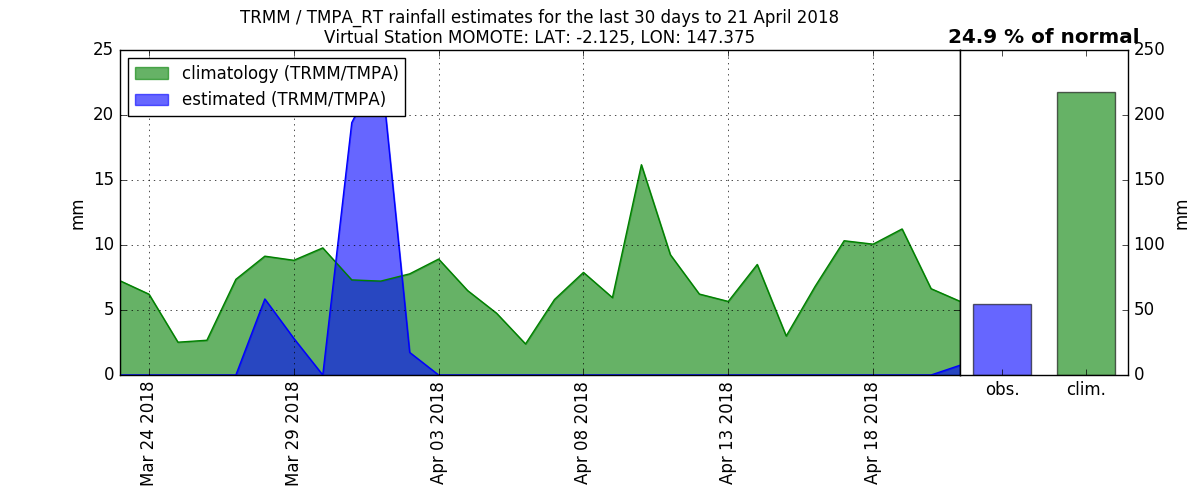 TRMM / TMPA_RT rainfall estimates for the last 30 days to 21 April 2018
Virtual Station MOMOTE: LAT: -2.125, LON: 147.375
24.9 % of normal
climatology (TRMM/TMPA)
estimated (TRMM/TMPA)
25
20
15
10
5
0
mm
250
200
150
100
50
0
mm
Mar 24 2018
Mar 29 2018
Apr 03 2018
Apr 08 2018
Apr 13 2018
Apr 18 2018
obs.
clim.